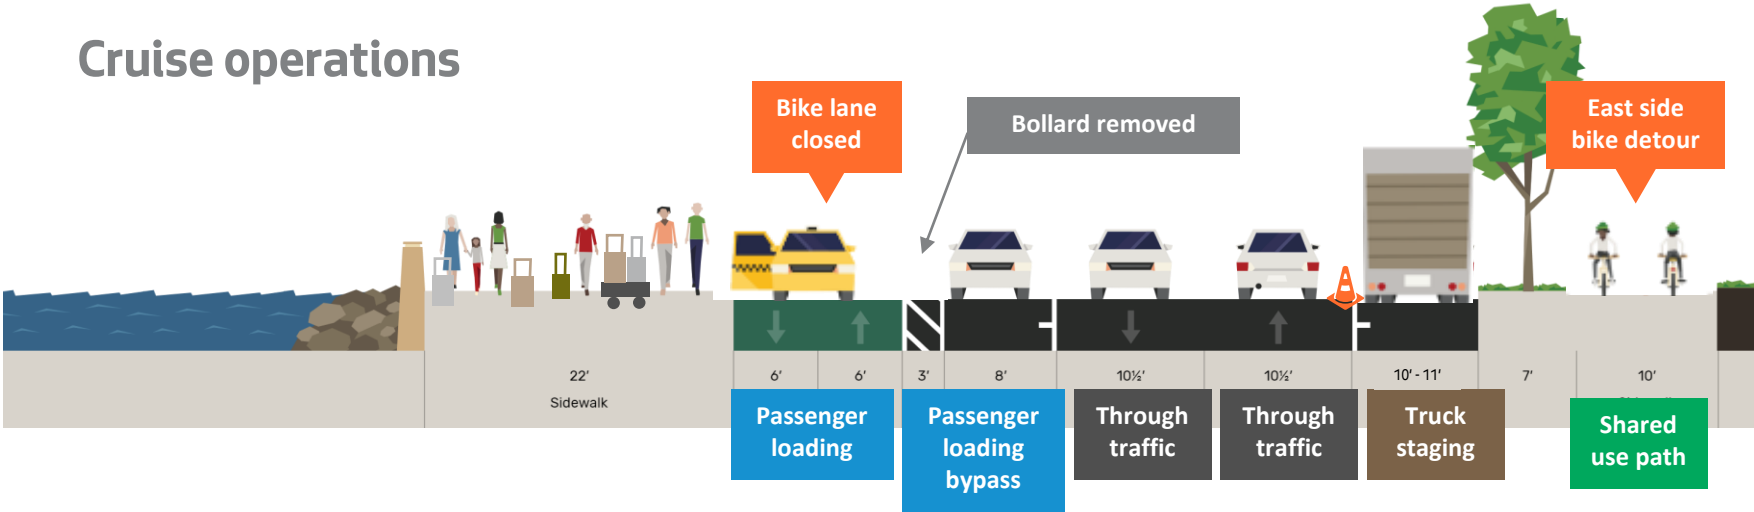 Cruise operations
Bike lane
closed
Bollard removed
East side
bike detour
22'
Sidewalk
6'
6'
3'
8'
10½'
10½'
10' - 11'
7'
10'
Passenger
loading
Passenger
loading
bypass
Through
traffic
Through
traffic
Truck
staging
Shared
use path